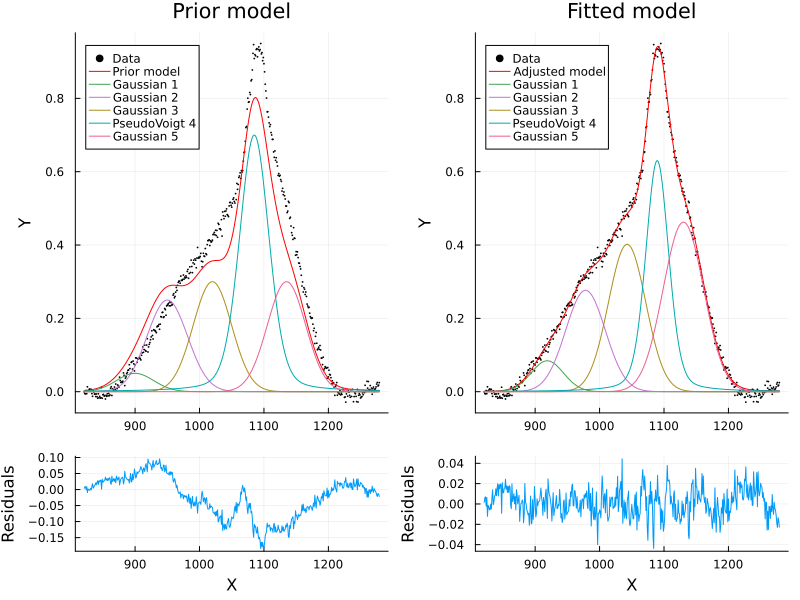 Prior model
Data
Prior model
Gaussian 1
Gaussian 2
Gaussian 3
PseudoVoigt 4
Gaussian 5
Y
0.8
0.6
0.4
0.2
0.0
900 1000 1100 1200
Residuals
0.10
0.05
0.00
−0.05
−0.10
−0.15
900 1000 1100 1200
X
Fitted model
Data
Adjusted model
Gaussian 1
Gaussian 2
Gaussian 3
PseudoVoigt 4
Gaussian 5
Y
0.8
0.6
0.4
0.2
0.0
900 1000 1100 1200
Residuals
0.04
0.02
0.00
−0.02
−0.04
900 1000 1100 1200
X